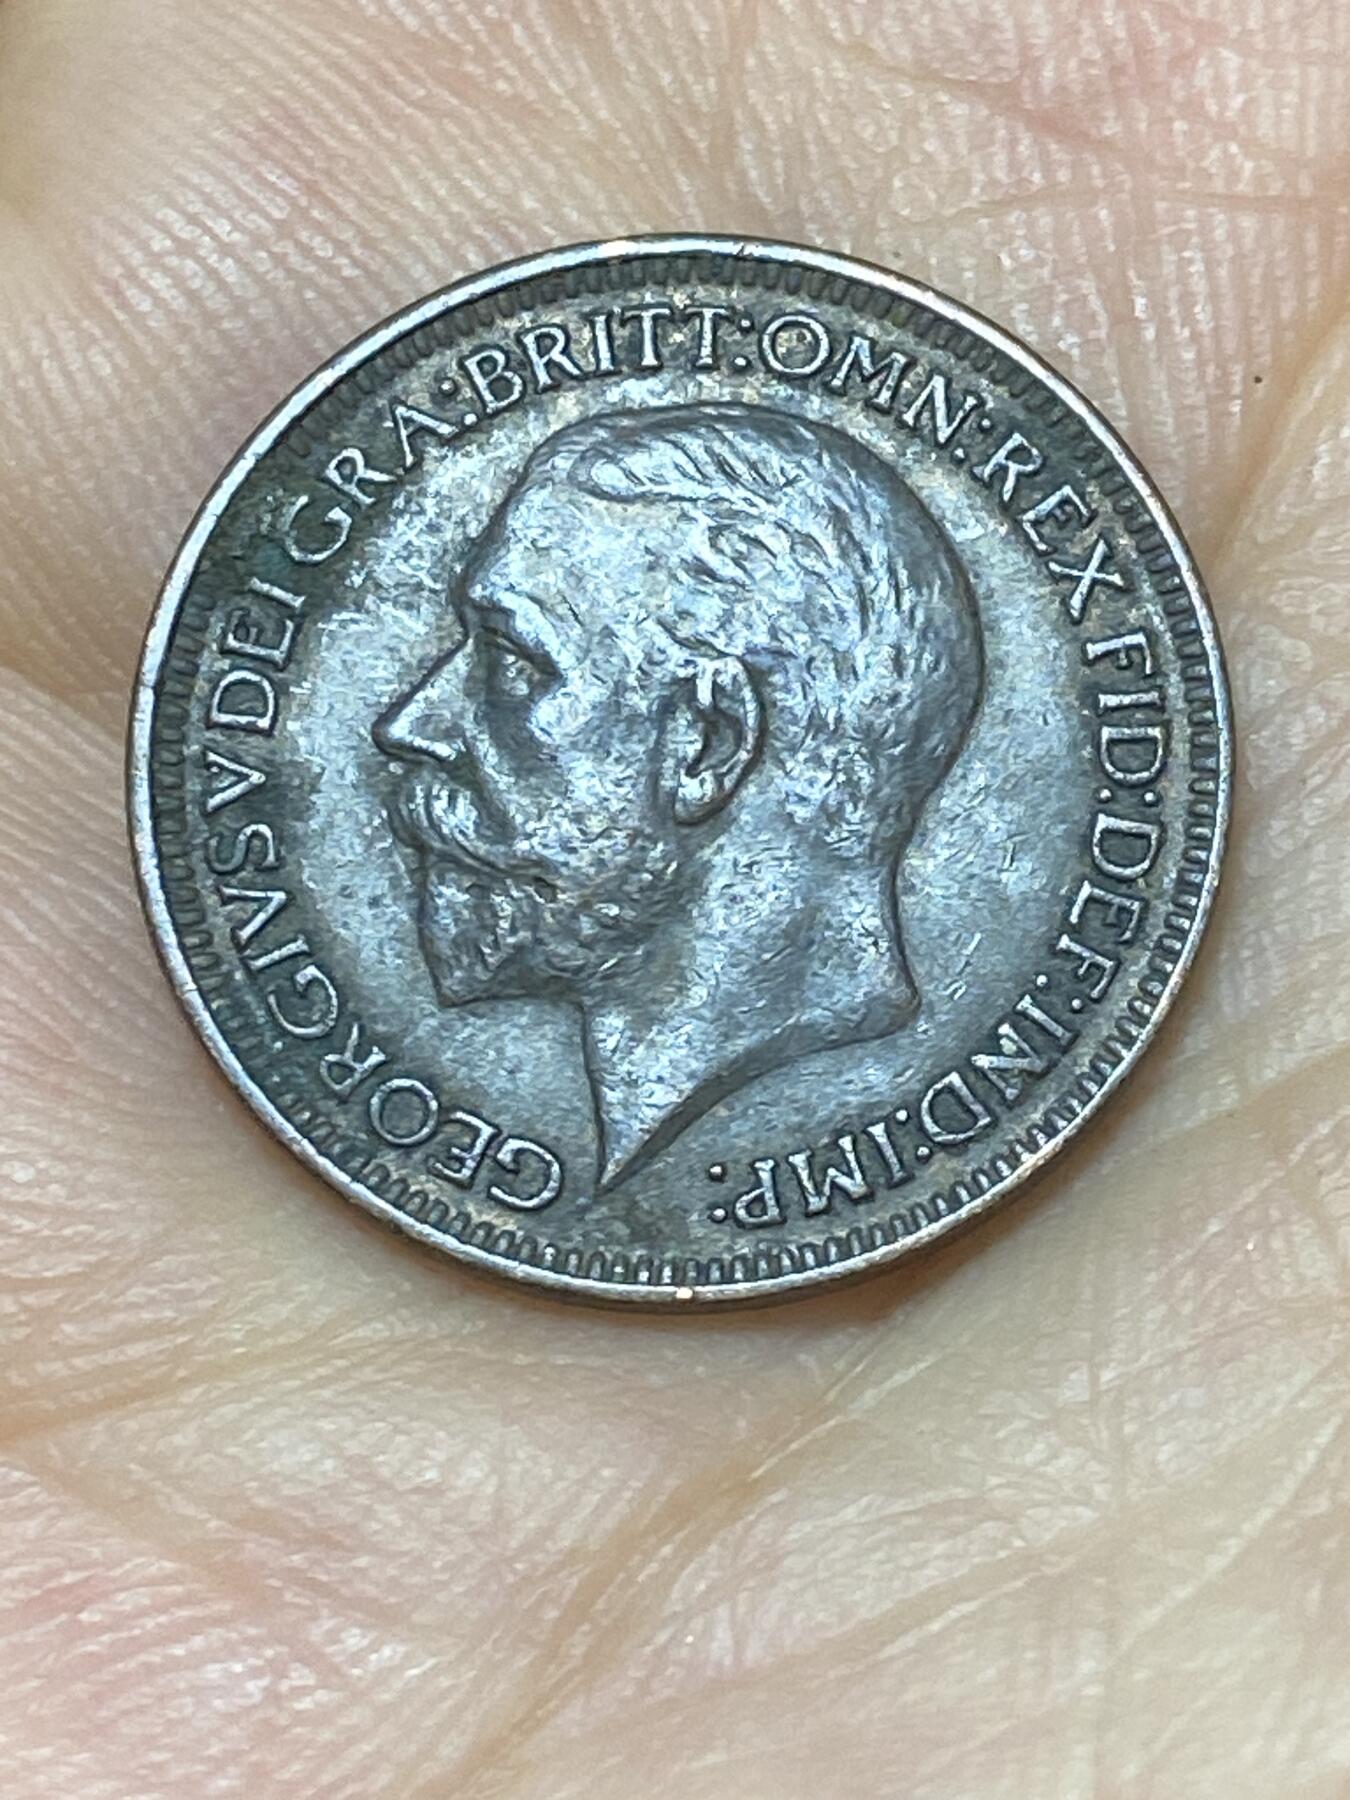 GEORGIVS V DEI GRA:BRITT:OMN:REX FID:DEF:IND:IMP: